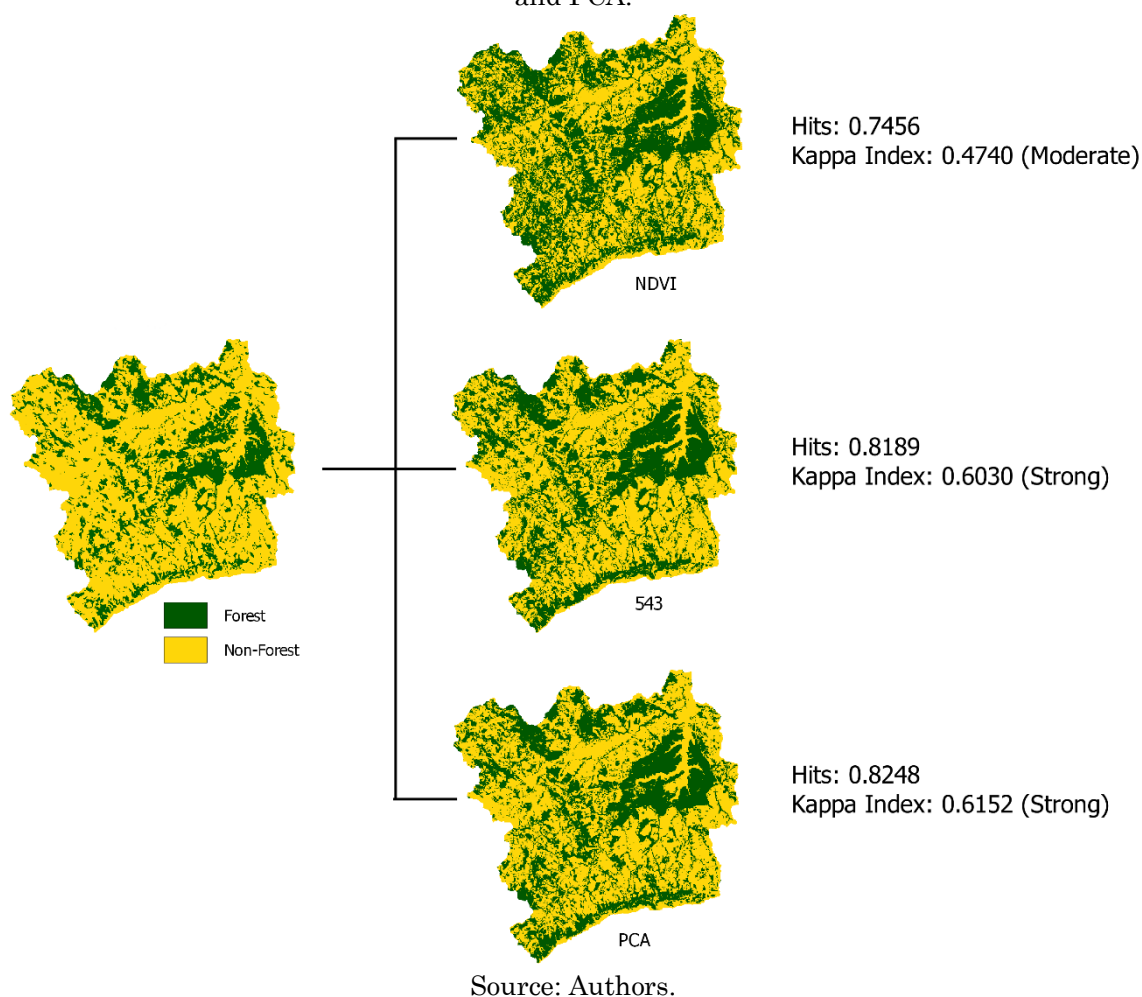 and PCA.
Hits: 0.7456
Kappa Index: 0.4740 (Moderate)
NDVI
Hits: 0.8189
Kappa Index: 0.6030 (Strong)
543
Forest
Non-Forest
Hits: 0.8248
Kappa Index: 0.6152 (Strong)
PCA
Source: Authors.